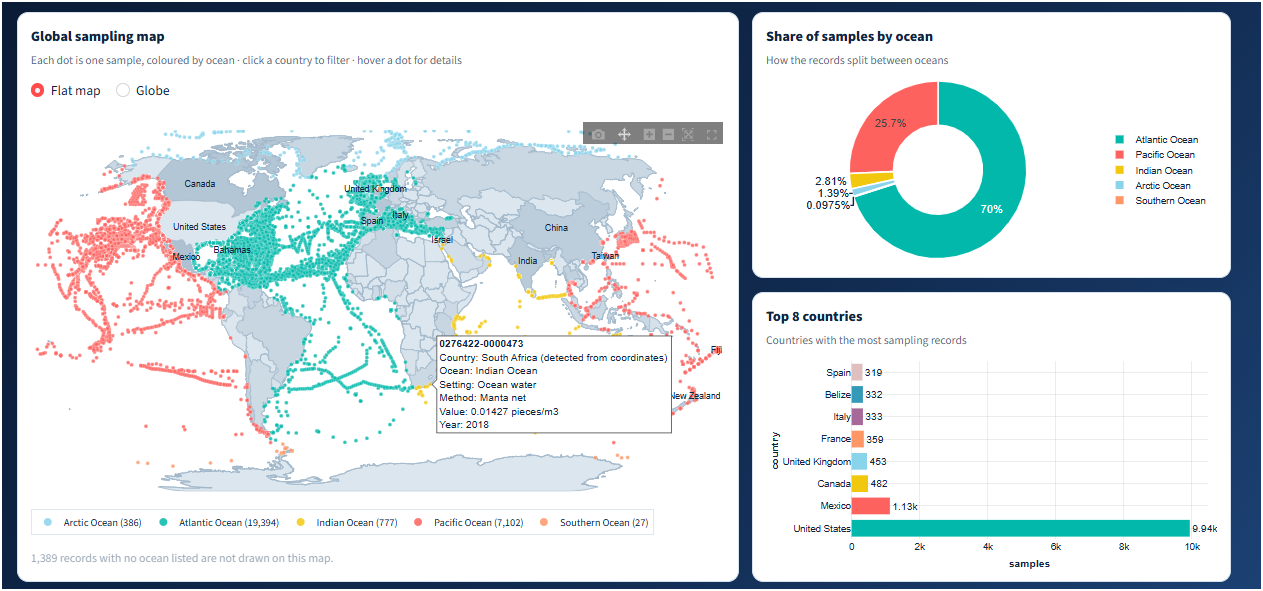 Global sampling map
Each dot is one sample, coloured by ocean · click a country to filter · hover a dot for details
Flat map
Globe
Canada
United Kingdom
United States
Spain
Italy
Israel
China
Mexico
Bahamas
India
Taiwan
Fiji
New Zealand
0276422-0000473
Country: South Africa (detected from coordinates)
Ocean: Indian Ocean
Setting: Ocean water
Method: Manta net
Value: 0.01427 pieces/m3
Year: 2018
Arctic Ocean (386)
Atlantic Ocean (19,394)
Indian Ocean (777)
Pacific Ocean (7,102)
Southern Ocean (27)
1,389 records with no ocean listed are not drawn on this map.
Share of samples by ocean
How the records split between oceans
25.7%
2.81%
1.39%
0.0975%
70%
Atlantic Ocean
Pacific Ocean
Indian Ocean
Arctic Ocean
Southern Ocean
Top 8 countries
Countries with the most sampling records
country
Spain 319
Belize 332
Italy 333
France 359
United Kingdom 453
Canada 482
Mexico 1.13k
United States 9.94k
0 2k 4k 6k 8k 10k
samples